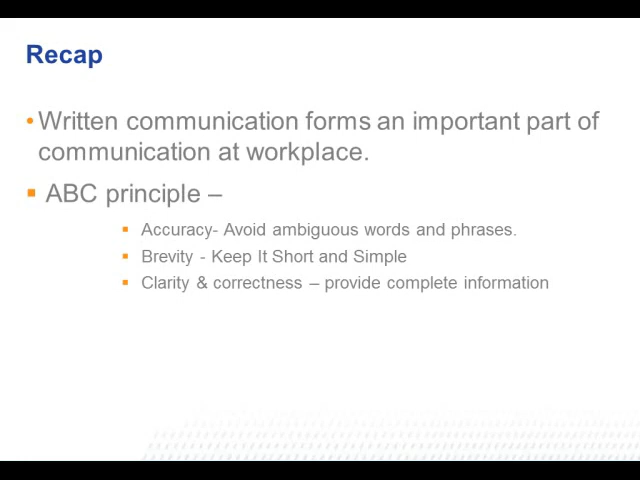 Recap
• Written communication forms an important part of
communication at workplace.
▪ ABC principle –
▪ Accuracy- Avoid ambiguous words and phrases.
▪ Brevity - Keep It Short and Simple
▪ Clarity & correctness – provide complete information